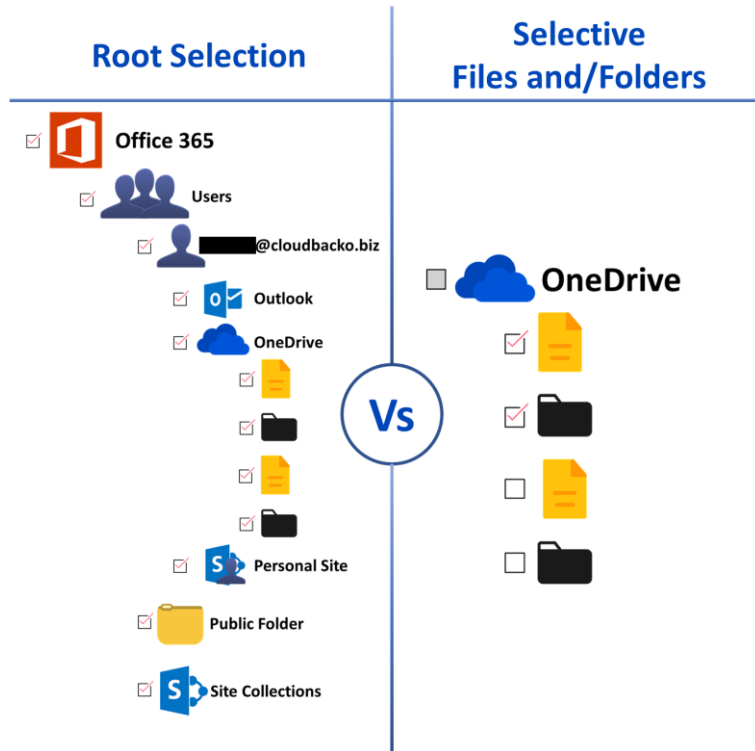 Root Selection
Selective
Files and/Folders
Office 365
Users
@cloudbacko.biz
Outlook
OneDrive
Personal Site
Public Folder
Site Collections
Vs
OneDrive